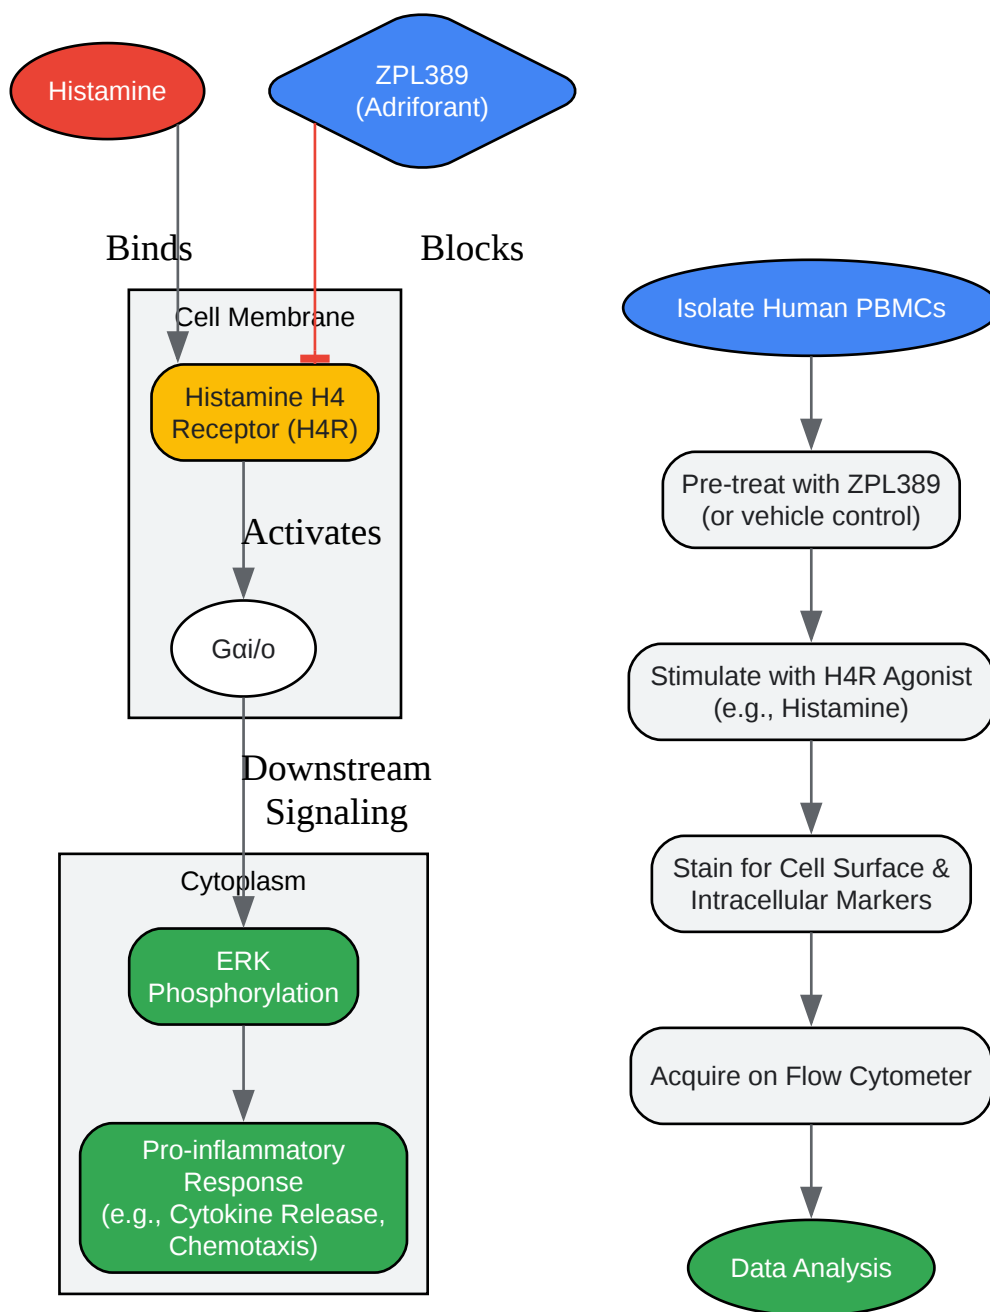 Histamine
ZPL389
(Adriforant)
Binds
Blocks
Cell Membrane
Histamine H4
Receptor (H4R)
Activates
Gαi/o
Downstream
Signaling
Cytoplasm
ERK
Phosphorylation
Pro-inflammatory
Response
(e.g., Cytokine Release,
Chemotaxis)
Isolate Human PBMCs
Pre-treat with ZPL389
(or vehicle control)
Stimulate with H4R Agonist
(e.g., Histamine)
Stain for Cell Surface &
Intracellular Markers
Acquire on Flow Cytometer
Data Analysis